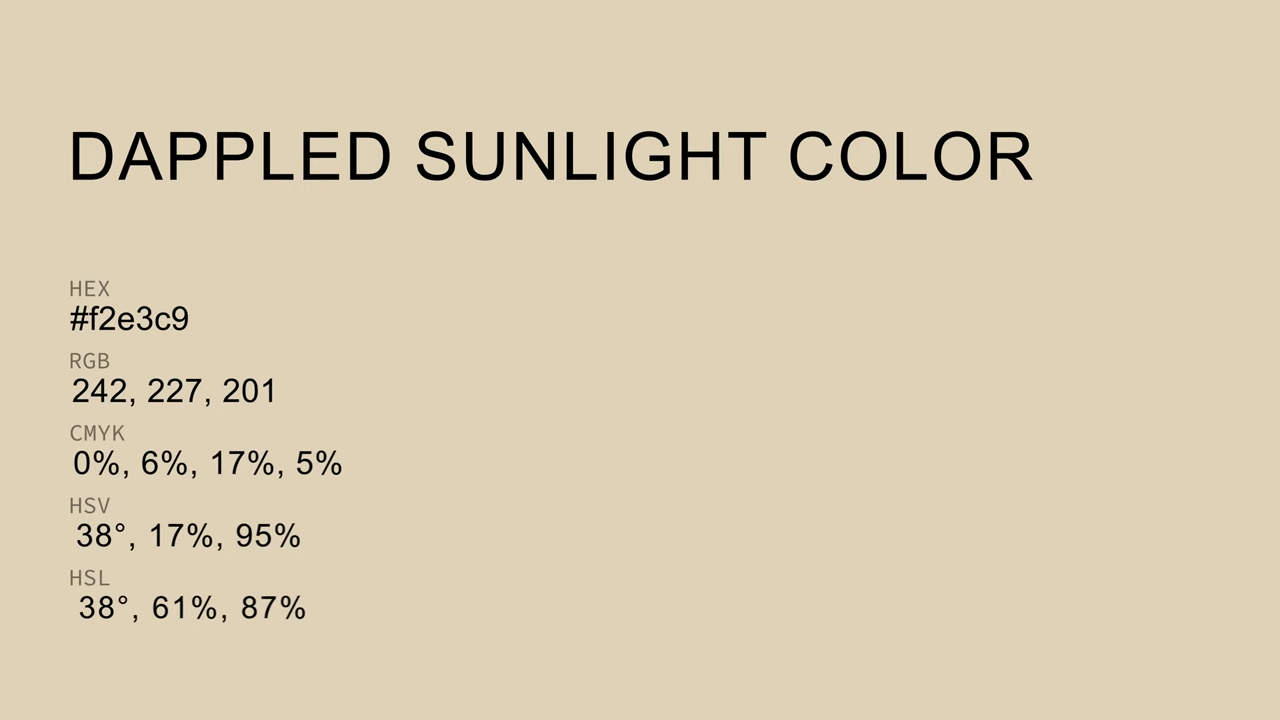 DAPPLED SUNLIGHT COLOR
HEX
#f2e3c9
RGB
242, 227, 201
CMYK
0%, 6%, 17%, 5%
HSV
38°, 17%, 95%
HSL
38°, 61%, 87%